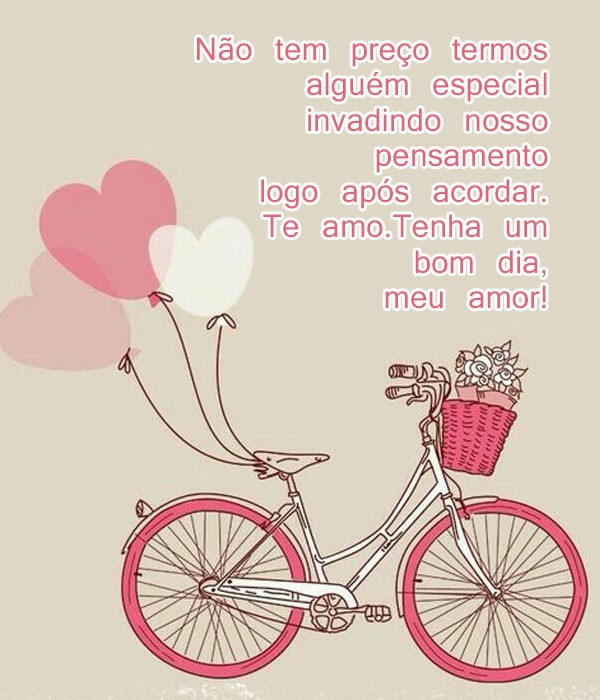 Não tem preço termos
alguém especial
invadindo nosso
pensamento
logo após acordar.
Te amo.Tenha um
bom dia,
meu amor!